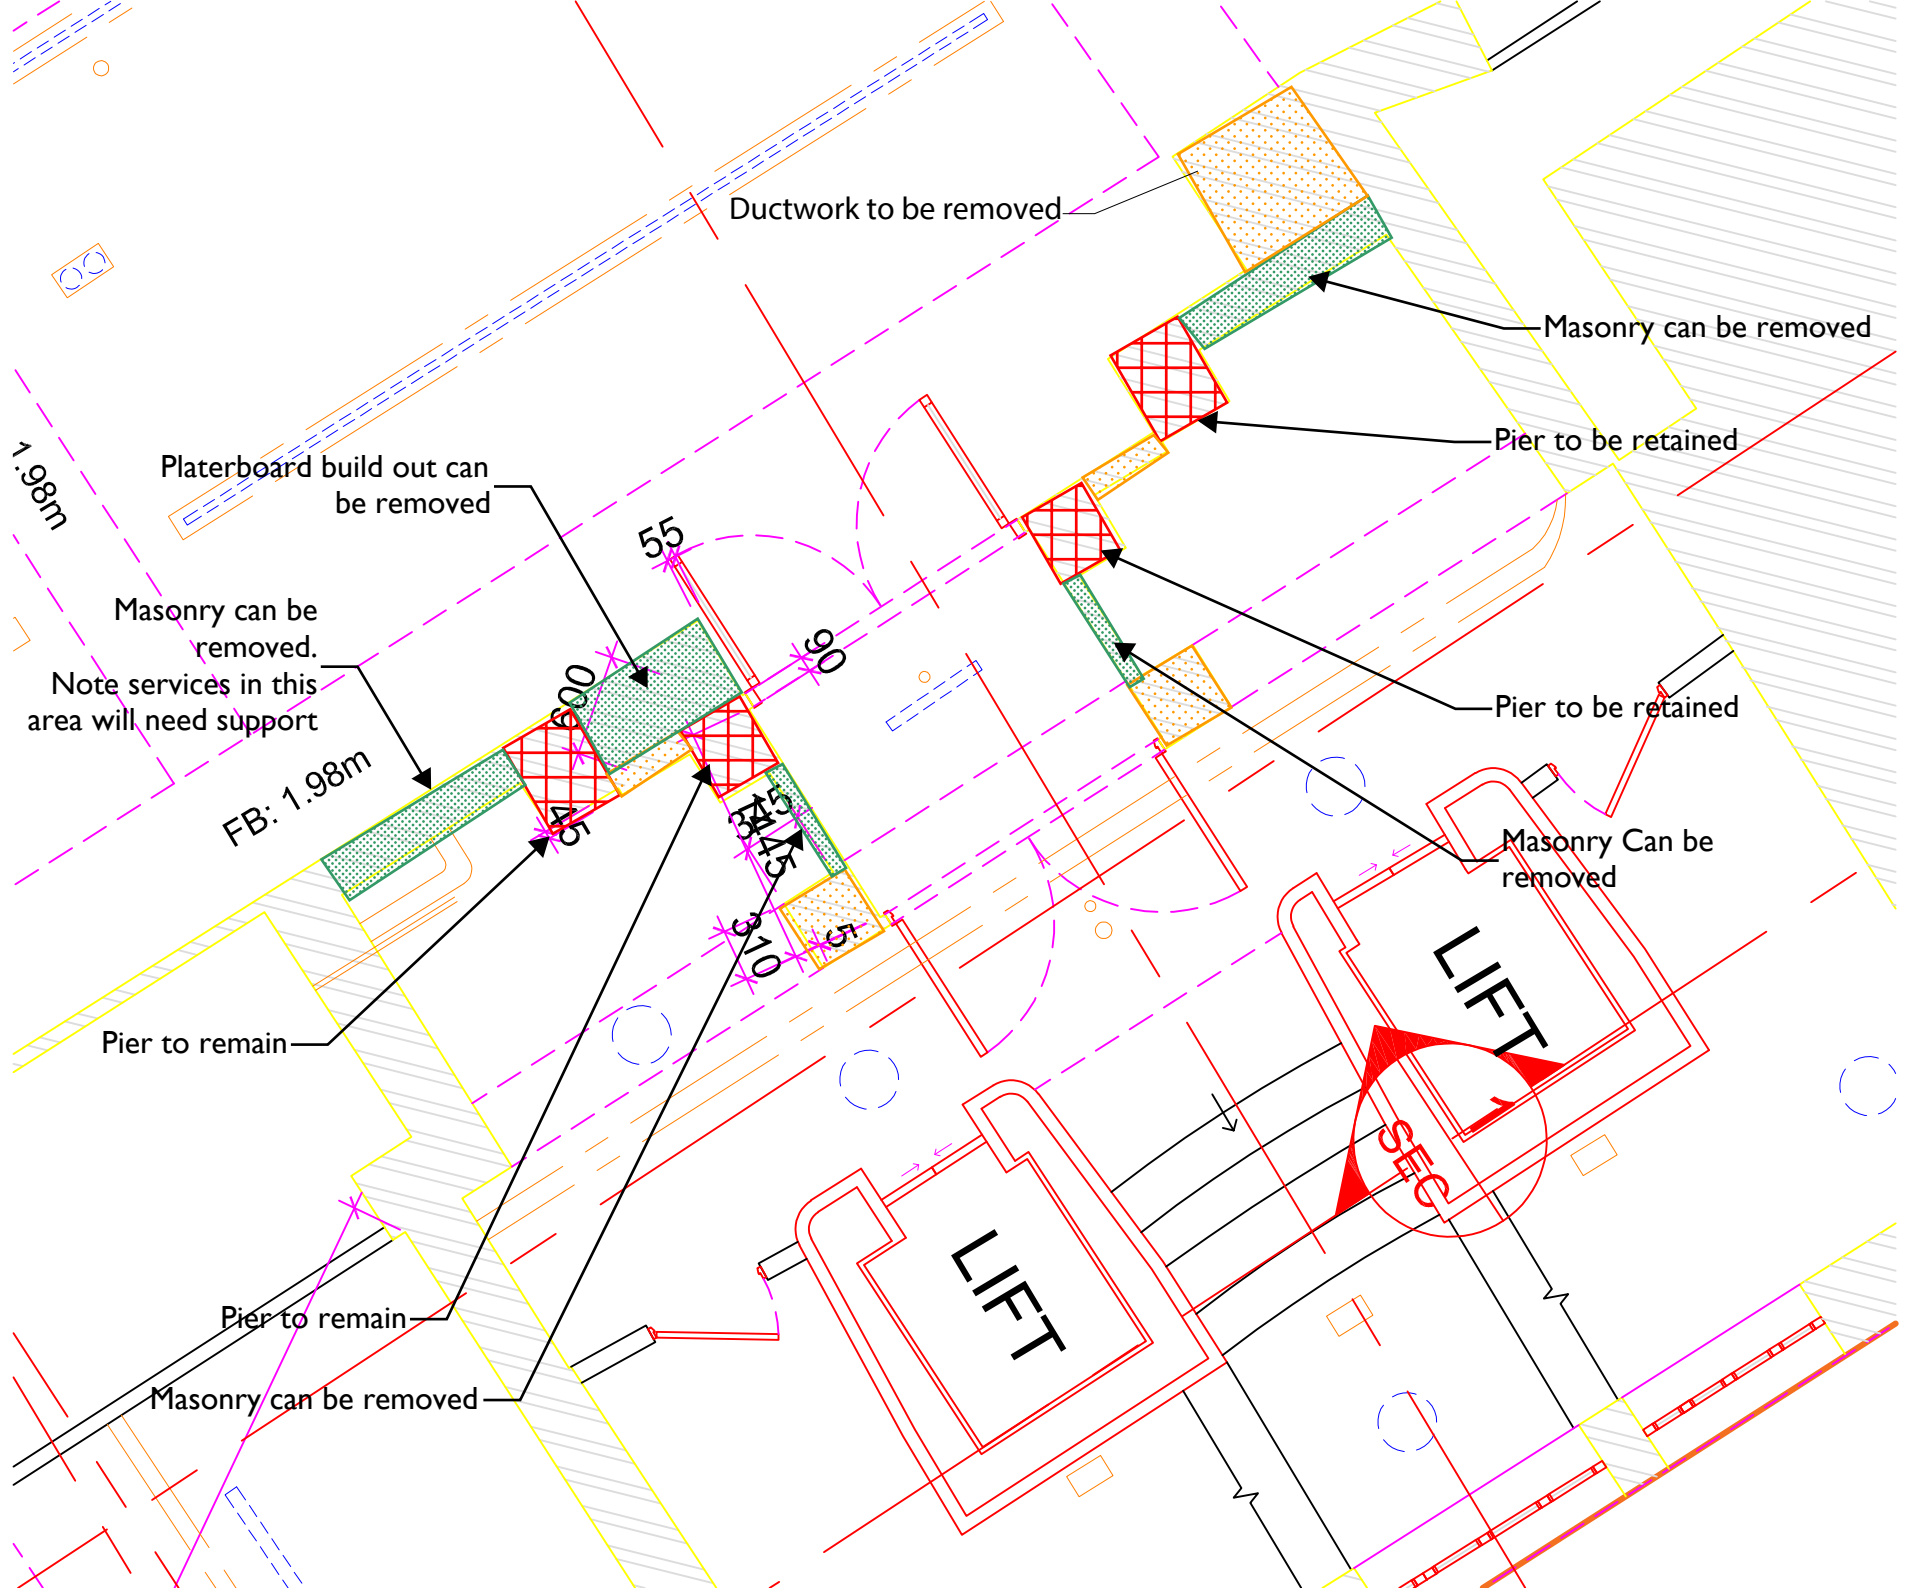 Ductwork to be removed
Masonry can be removed
Pier to be retained
Platerboard build out can
be removed
1.98m
55
Masonry can be
removed.
Note services in this
area will need support
90
600
Pier to be retained
FB: 1.98m
45
45
345
Masonry Can be
removed
310
5
LIFT
Pier to remain
1
SEC
LIFT
Pier to remain
Masonry can be removed